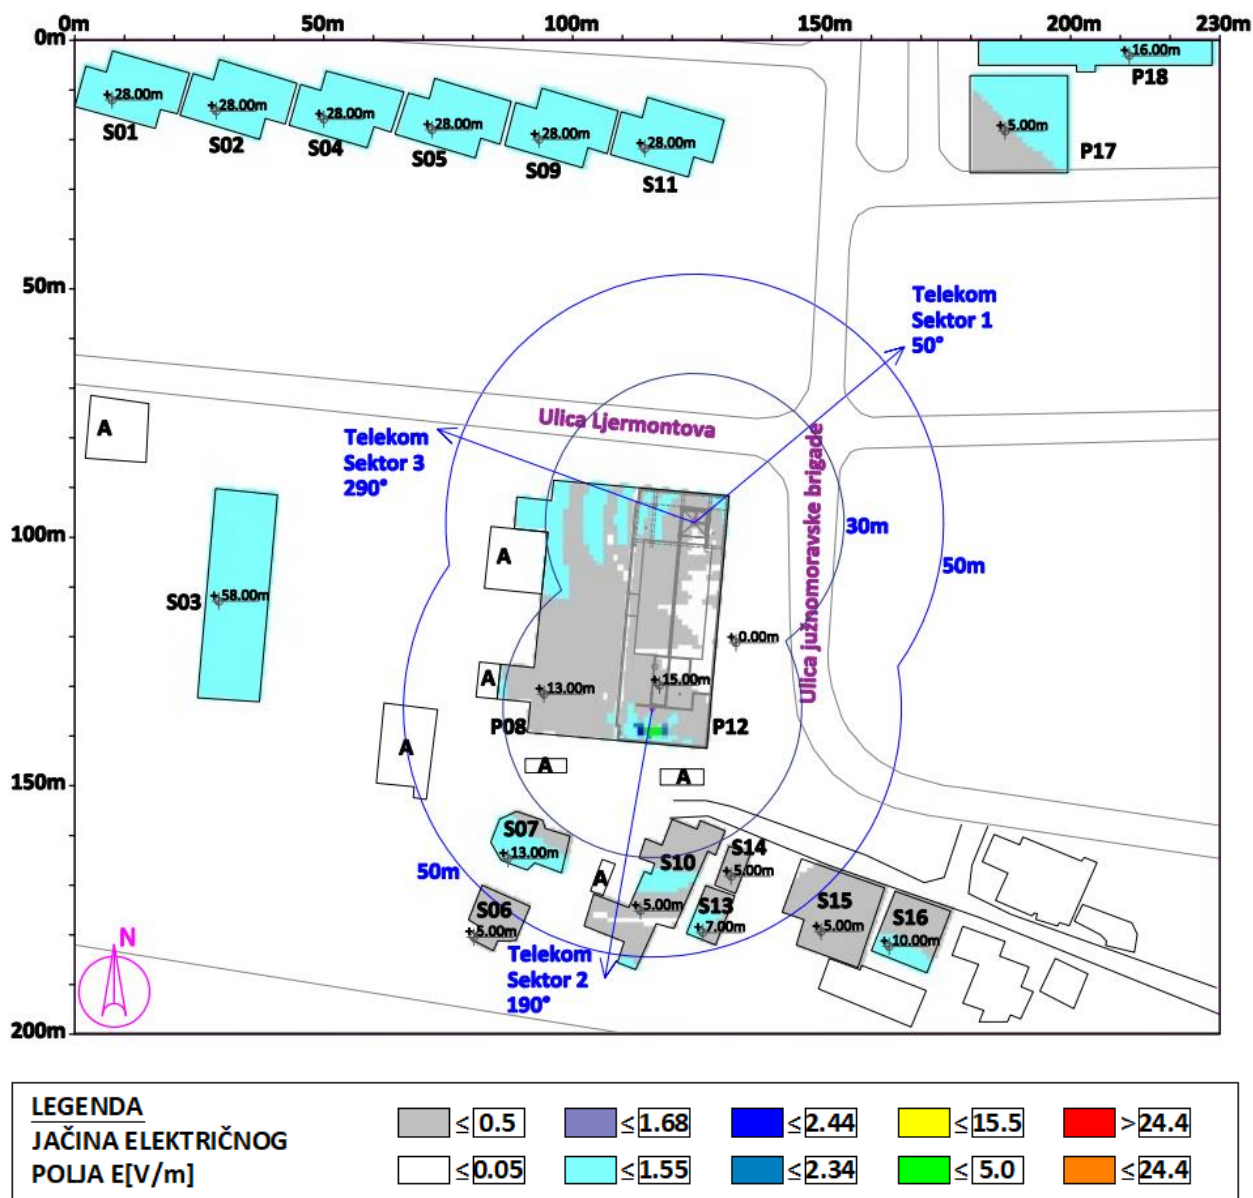 0m 50m 100m 150m 200m 230m
0m
+28.00m
S01
+28.00m
S02
+28.00m
S04
+28.00m
S05
+28.00m
S09
+28.00m
S11
+16.00m
P18
+5.00m
P17
50m
Telekom
Sektor 1
50°
Ulica Ljermontova
Telekom
Sektor 3
290°
A
Ulica južnomoravske brigade
30m
50m
100m
A
S03
+58.00m
+0.00m
A
+13.00m
+15.00m
P08
P12
A
A
A
150m
S07
+13.00m
S10
+5.00m
S14
+5.00m
50m
A
S06
+5.00m
S13
+7.00m
S15
+5.00m
S16
+10.00m
Telekom
Sektor 2
190°
N
200m
LEGENDA
JAČINA ELEKTRIČNOG
POLJA E[V/m]
≤ 0.5
≤ 1.68
≤ 2.44
≤ 15.5
> 24.4
≤ 0.05
≤ 1.55
≤ 2.34
≤ 5.0
≤ 24.4